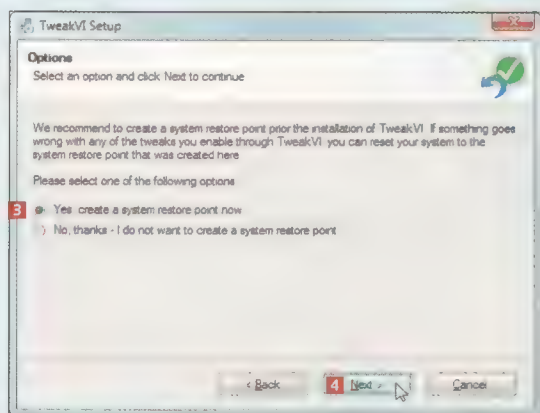 TweakVI Setup
Options
Select an option and click Next to continue
We recommend to create a system restore point prior the installation of TweakVI If something goes
wrong with any of the tweaks you enable through TweakVI you can reset your system to the
system restore point that was created here
Please select one of the following options
3 Yes create a system restore point now
No, thanks - I do not want to create a system restore point
< Back 4 Next > Cancel